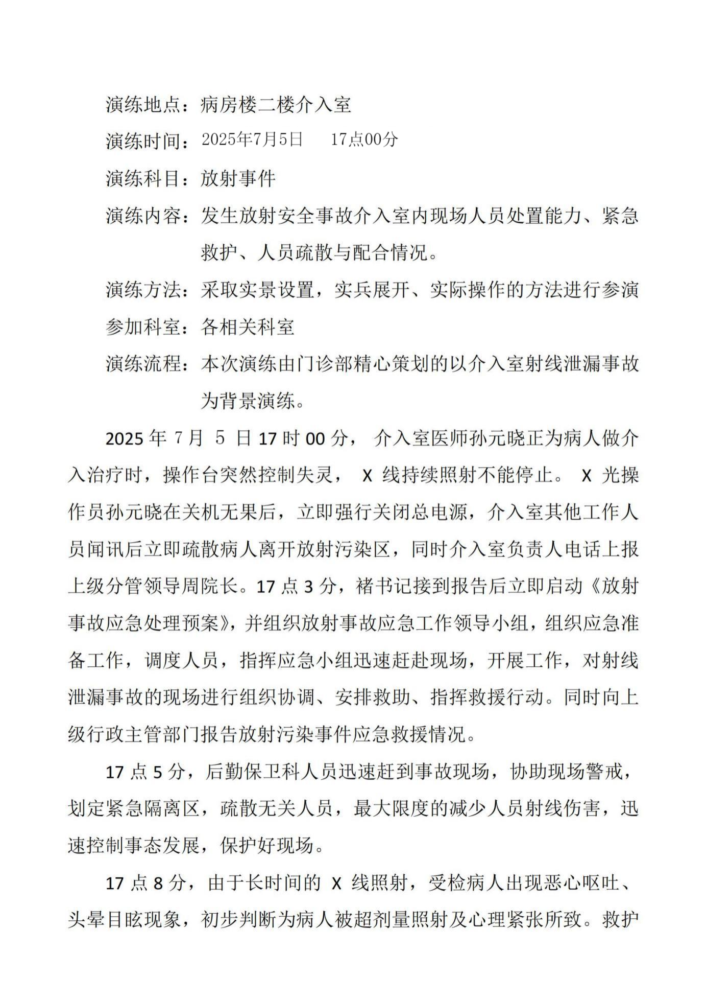 演练地点：病房楼二楼介入室
演练时间：2025年7月5日 17点00分
演练科目：放射事件
演练内容：发生放射安全事故介入室内现场人员处置能力、紧急
救护、人员疏散与配合情况。
演练方法：采取实景设置，实兵展开、实际操作的方法进行参演
参加科室：各相关科室
演练流程：本次演练由门诊部精心策划的以介入室射线泄漏事故
为背景演练。
2025 年 7 月 5 日 17 时 00 分， 介入室医师孙元晓正为病人做介
入治疗时，操作台突然控制失灵， X 线持续照射不能停止。 X 光操
作员孙元晓在关机无果后，立即强行关闭总电源，介入室其他工作人
员闻讯后立即疏散病人离开放射污染区，同时介入室负责人电话上报
上级分管领导周院长。17 点 3 分，褚书记接到报告后立即启动《放射
事故应急处理预案》，并组织放射事故应急工作领导小组，组织应急准
备工作，调度人员，指挥应急小组迅速赶赴现场，开展工作，对射线
泄漏事故的现场进行组织协调、安排救助、指挥救援行动。同时向上
级行政主管部门报告放射污染事件应急救援情况。
17 点 5 分，后勤保卫科人员迅速赶到事故现场，协助现场警戒，
划定紧急隔离区，疏散无关人员，最大限度的减少人员射线伤害，迅
速控制事态发展，保护好现场。
17 点 8 分，由于长时间的 X 线照射，受检病人出现恶心呕吐、
头晕目眩现象，初步判断为病人被超剂量照射及心理紧张所致。救护